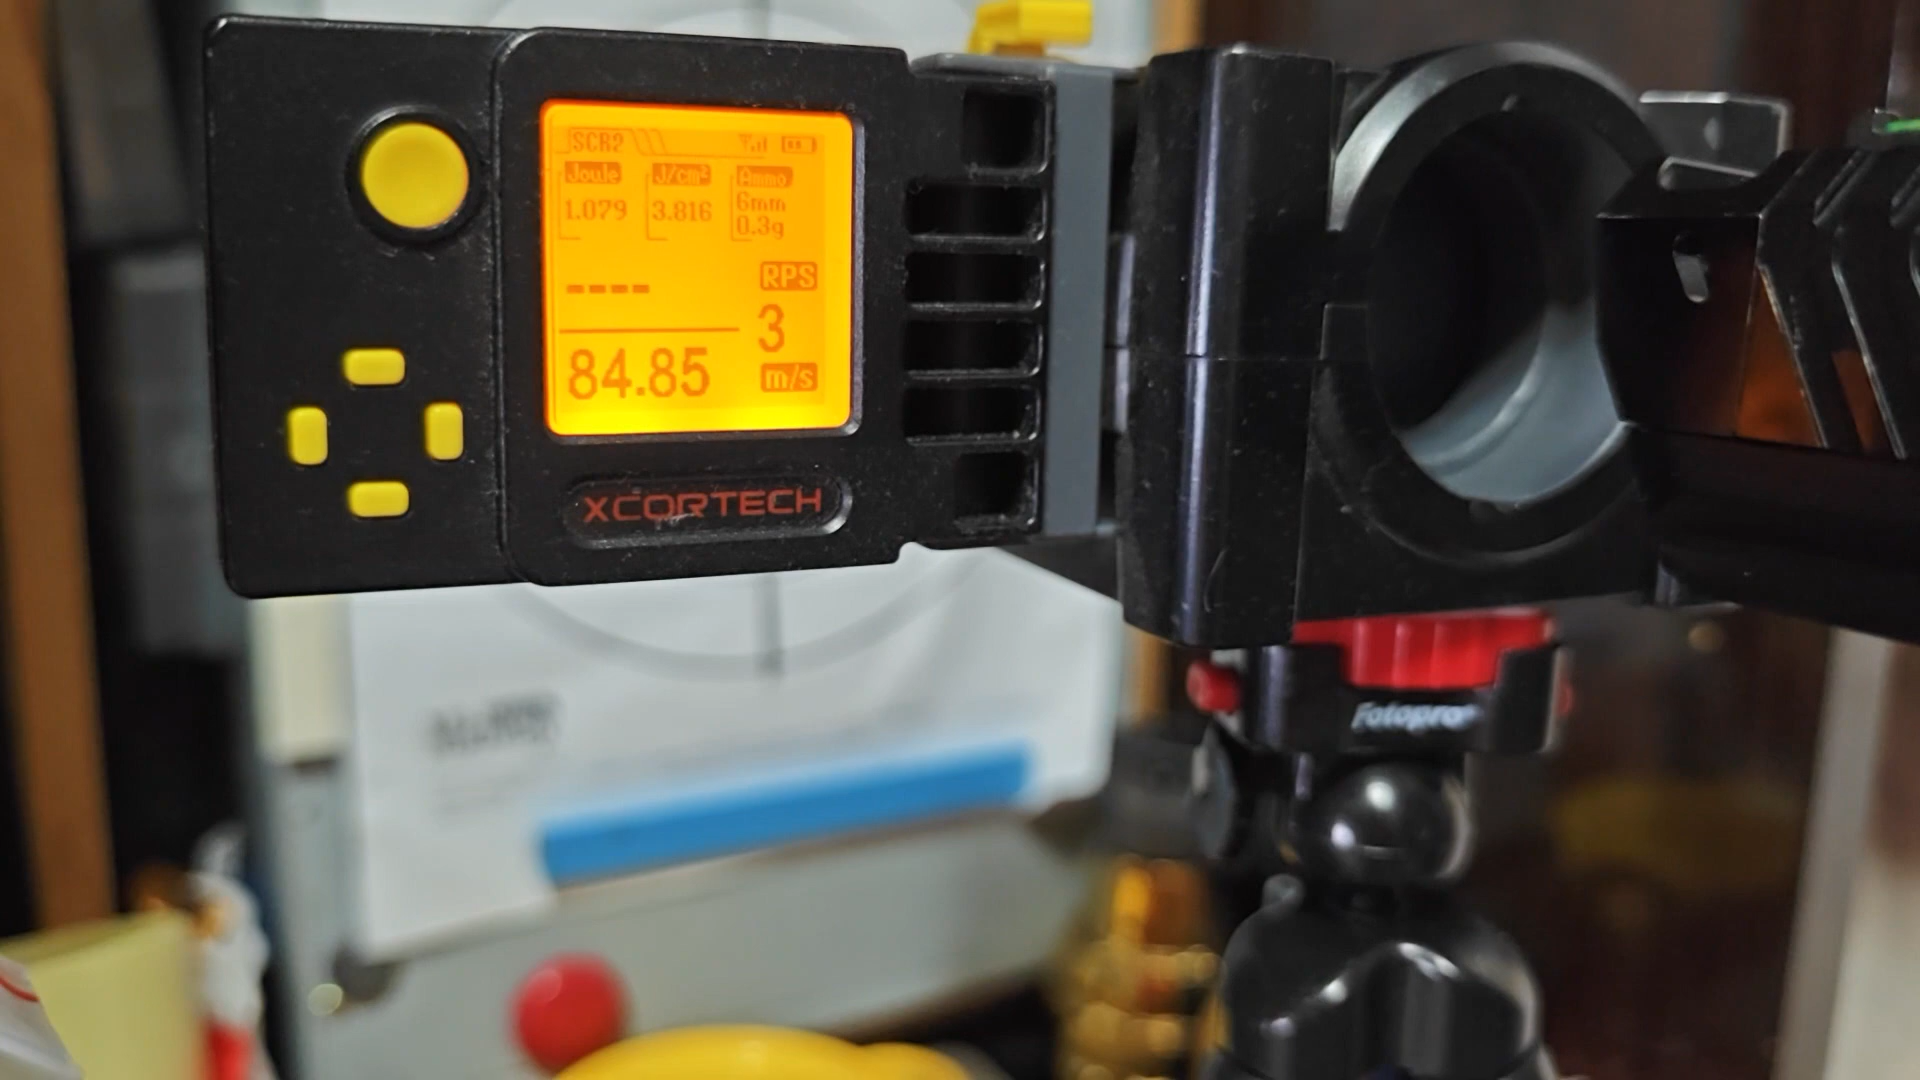 SCR2
Joule J/cm² Ammo
1.079 3.816 6mm
0.3g
---- RPS
3
84.85 m/s
XCORTECH
Fotopro